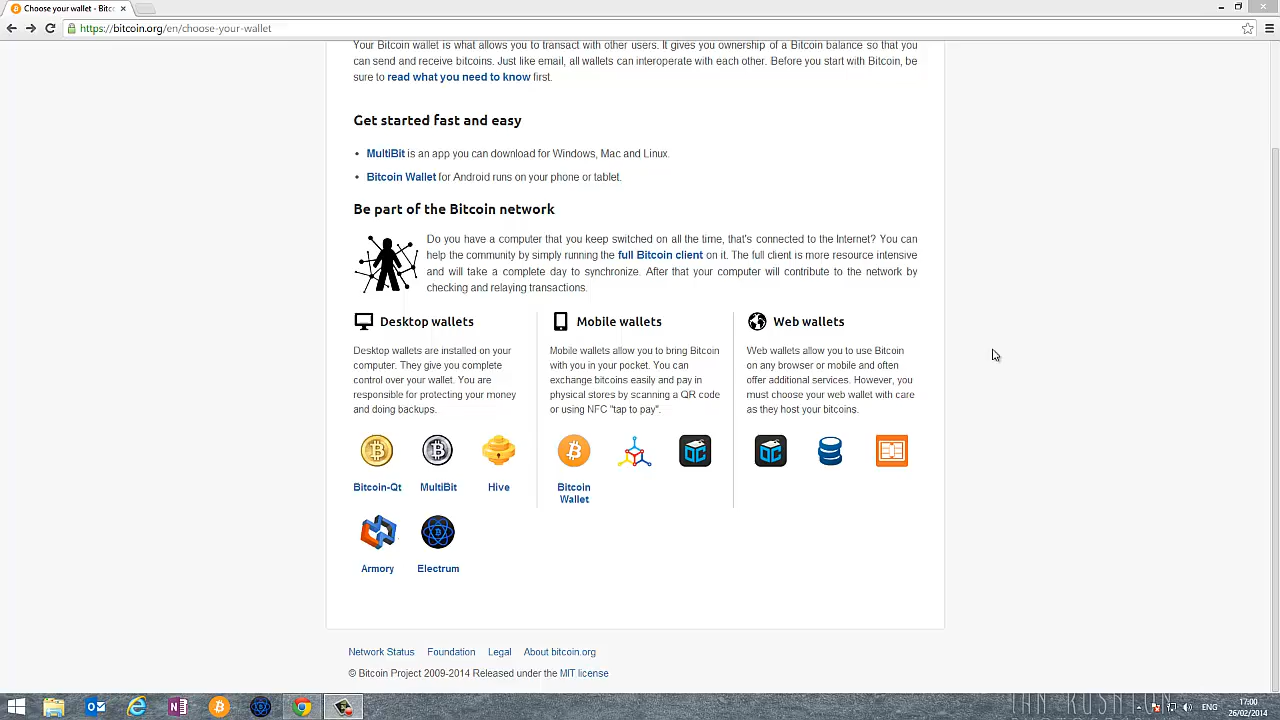 Choose your wallet - Bitc
https://bitcoin.org/en/choose-your-wallet
Your Bitcoin wallet is what allows you to transact with other users. It gives you ownership of a Bitcoin balance so that you
can send and receive bitcoins. Just like email, all wallets can interoperate with each other. Before you start with Bitcoin, be
sure to read what you need to know first.
Get started fast and easy
• MultiBit is an app you can download for Windows, Mac and Linux.
• Bitcoin Wallet for Android runs on your phone or tablet.
Be part of the Bitcoin network
Do you have a computer that you keep switched on all the time, that's connected to the Internet? You can
help the community by simply running the full Bitcoin client on it. The full client is more resource intensive
and will take a complete day to synchronize. After that your computer will contribute to the network by
checking and relaying transactions.
Desktop wallets
Desktop wallets are installed on your
computer. They give you complete
control over your wallet. You are
responsible for protecting your money
and doing backups.
Bitcoin-Qt MultiBit Hive
Armory Electrum
Mobile wallets
Mobile wallets allow you to bring Bitcoin
with you in your pocket. You can
exchange bitcoins easily and pay in
physical stores by scanning a QR code
or using NFC "tap to pay".
Bitcoin
Wallet
Web wallets
Web wallets allow you to use Bitcoin
on any browser or mobile and often
offer additional services. However, you
must choose your web wallet with care
as they host your bitcoins.
Network Status Foundation Legal About bitcoin.org
© Bitcoin Project 2009-2014 Released under the MIT license
ENG
17:00
26/02/2014